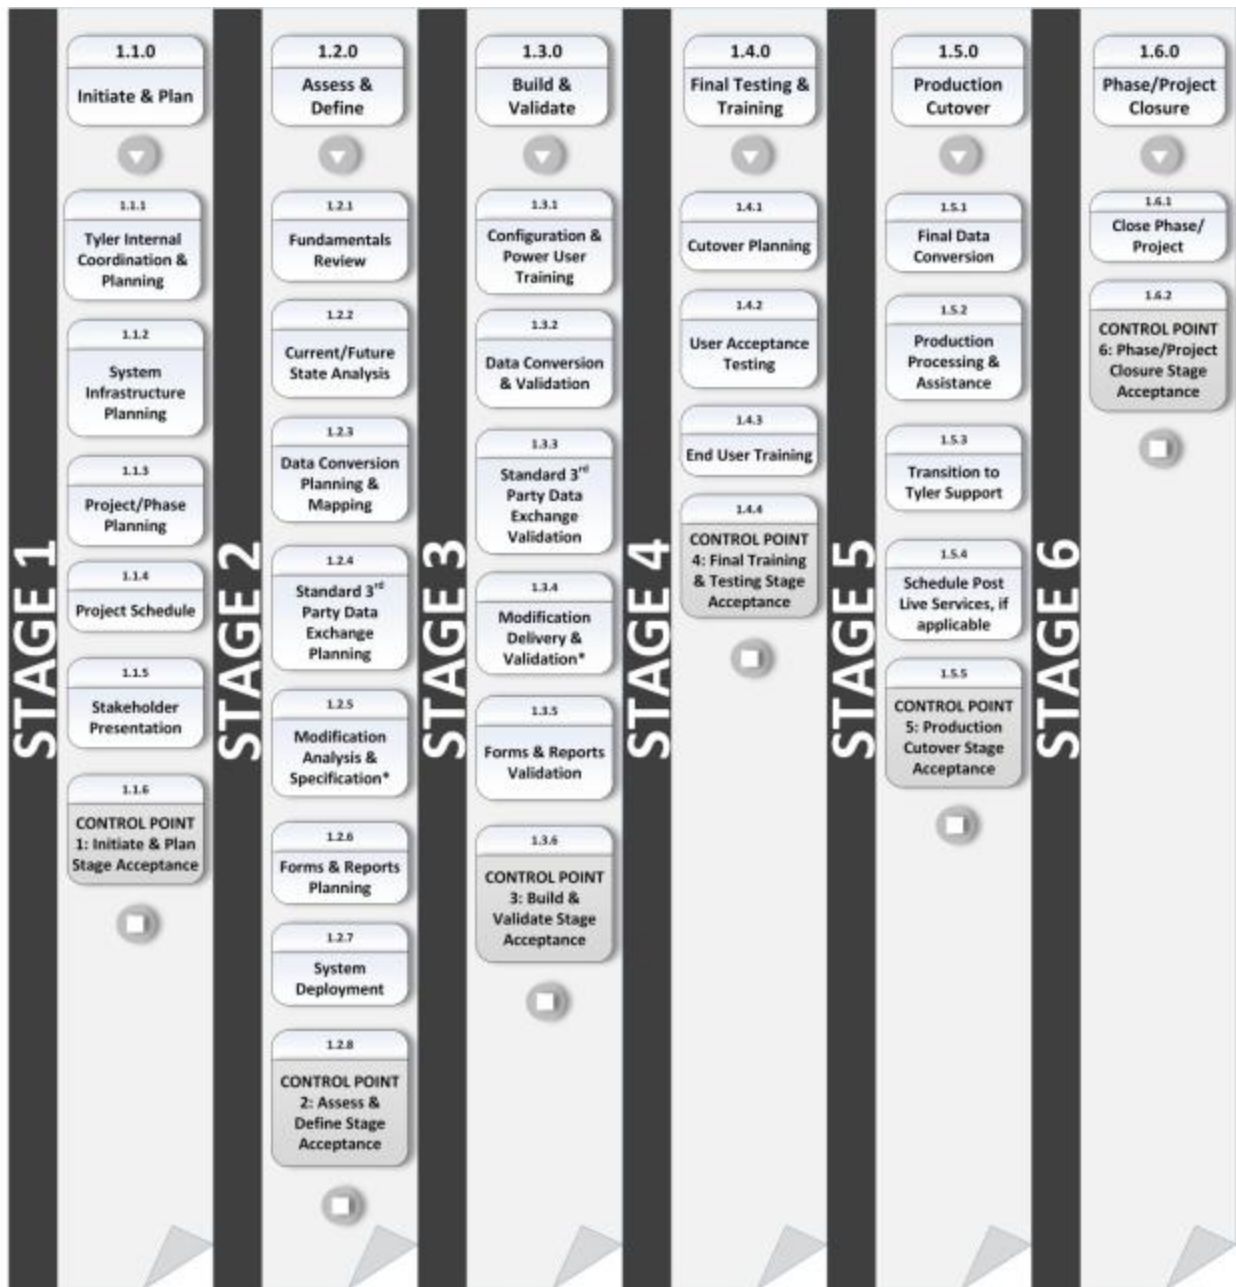 STAGE 1
1.1.0
Initiate & Plan
1.1.1
Tyler Internal
Coordination &
Planning
1.1.2
System
Infrastructure
Planning
1.1.3
Project/Phase
Planning
1.1.4
Project Schedule
1.1.5
Stakeholder
Presentation
1.1.6
CONTROL POINT
1: Initiate & Plan
Stage Acceptance
STAGE 2
1.2.0
Assess &
Define
1.2.1
Fundamentals
Review
1.2.2
Current/Future
State Analysis
1.2.3
Data Conversion
Planning &
Mapping
1.2.4
Standard 3rd
Party Data
Exchange
Planning
1.2.5
Modification
Analysis &
Specification*
1.2.6
Forms & Reports
Planning
1.2.7
System
Deployment
1.2.8
CONTROL POINT
2: Assess &
Define Stage
Acceptance
STAGE 3
1.3.0
Build &
Validate
1.3.1
Configuration &
Power User
Training
1.3.2
Data Conversion
& Validation
1.3.3
Standard 3rd
Party Data
Exchange
Validation
1.3.4
Modification
Delivery &
Validation*
1.3.5
Forms & Reports
Validation
1.3.6
CONTROL POINT
3: Build &
Validate Stage
Acceptance
STAGE 4
1.4.0
Final Testing &
Training
1.4.1
Cutover Planning
1.4.2
User Acceptance
Testing
1.4.3
End User Training
1.4.4
CONTROL POINT
4: Final Training
& Testing Stage
Acceptance
STAGE 5
1.5.0
Production
Cutover
1.5.1
Final Data
Conversion
1.5.2
Production
Processing &
Assistance
1.5.3
Transition to
Tyler Support
1.5.4
Schedule Post
Live Services, if
applicable
1.5.5
CONTROL POINT
5: Production
Cutover Stage
Acceptance
STAGE 6
1.6.0
Phase/Project
Closure
1.6.1
Close Phase/
Project
1.6.2
CONTROL POINT
6: Phase/Project
Closure Stage
Acceptance